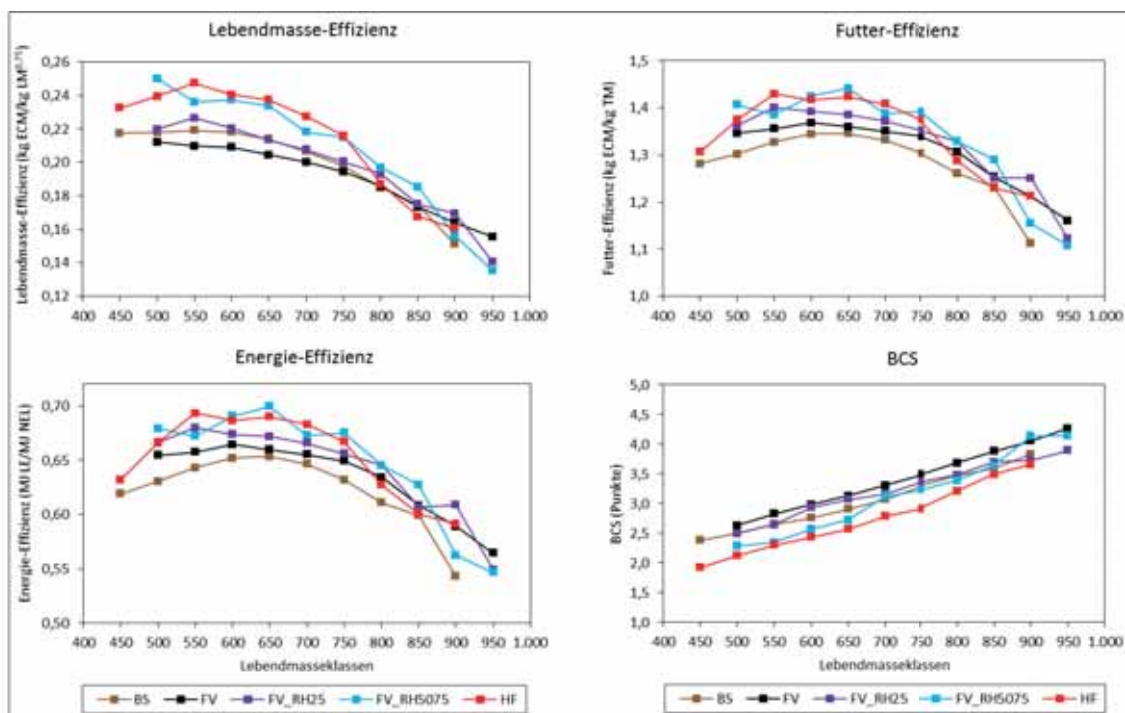 Lebendmasse-Effizienz
Lebendmasse-Effizienz (kg ECM/kg LM0,75)
0,26
0,24
0,22
0,20
0,18
0,16
0,14
0,12
400 450 500 550 600 650 700 750 800 850 900 950 1.000
Futter-Effizienz
Futter-Effizienz (kg ECM/kg TM)
1,5
1,4
1,3
1,2
1,1
1,0
400 450 500 550 600 650 700 750 800 850 900 950 1.000
Energie-Effizienz
Energie-Effizienz (MJ LE/MJ NEL)
0,70
0,65
0,60
0,55
0,50
400 450 500 550 600 650 700 750 800 850 900 950 1.000
Lebendmasseklassen
BCS
BCS (Punkte)
5,0
4,5
4,0
3,5
3,0
2,5
2,0
1,5
1,0
400 450 500 550 600 650 700 750 800 850 900 950 1.000
Lebendmasseklassen
BS FV FV_RH25 FV_RH5075 HF
BS FV FV_RH25 FV_RH5075 HF